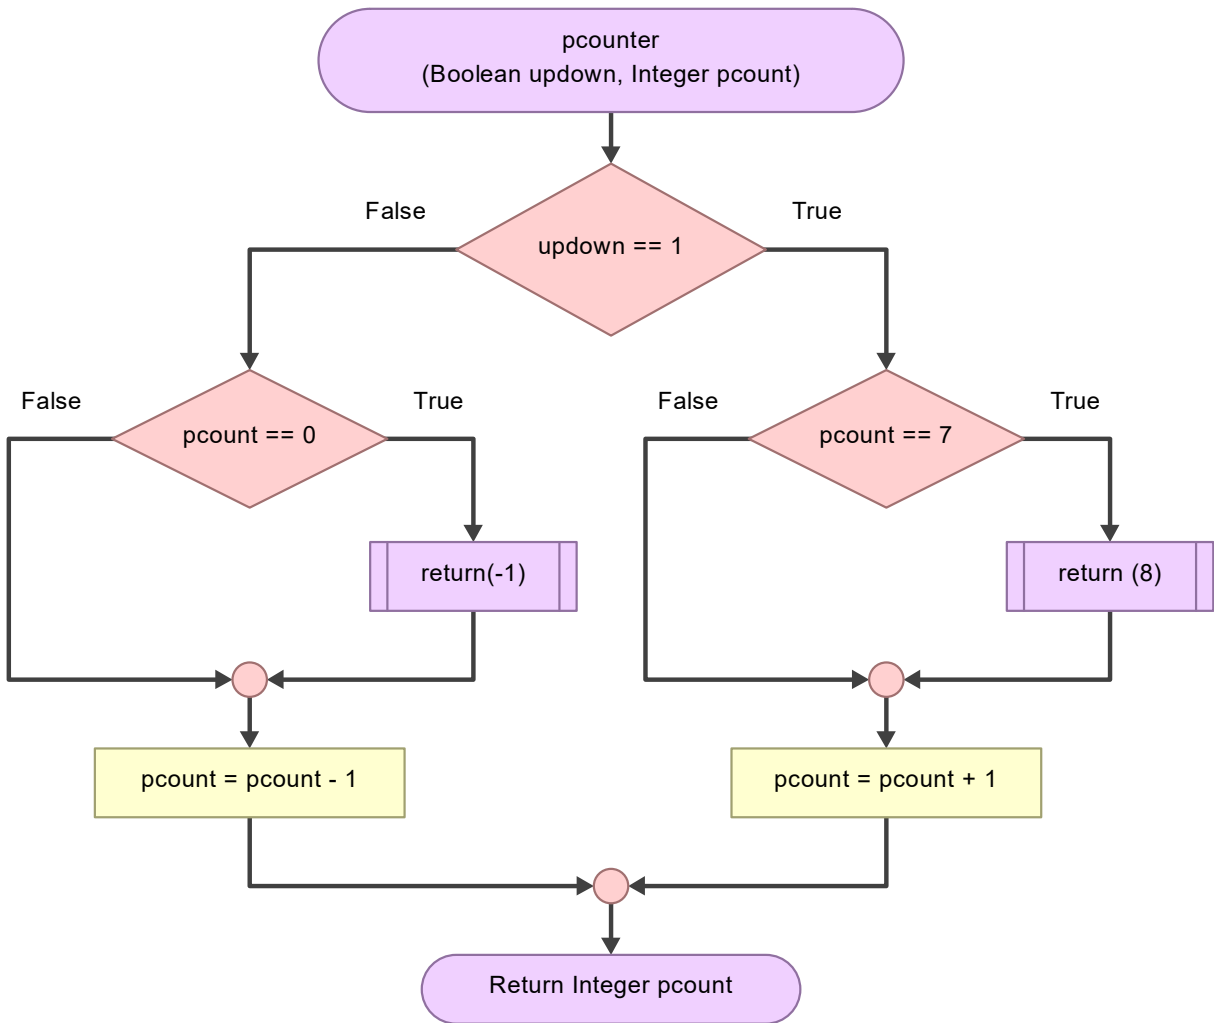 pcounter
(Boolean updown, Integer pcount)
False
True
updown == 1
False
True
False
True
pcount == 0
pcount == 7
return(-1)
return (8)
pcount = pcount - 1
pcount = pcount + 1
Return Integer pcount